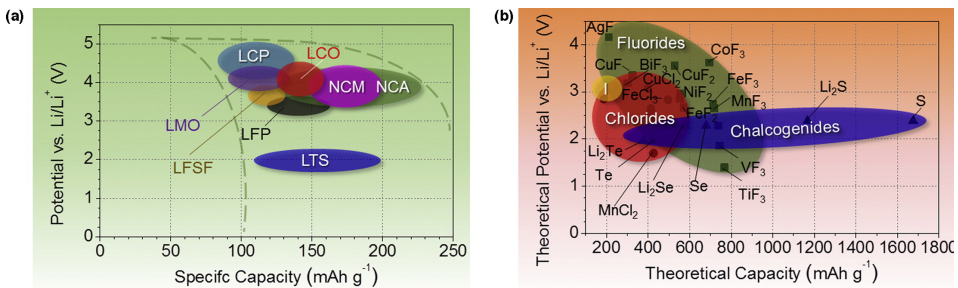 (a)
5
4
3
2
1
0
0
50
100
150
200
250
Potential vs. Li/Li⁺ (V)
Specifc Capacity (mAh g⁻¹)
LCP
LCO
NCM
NCA
LMO
LFP
LFSF
LTS
(b)
4
3
2
1
0
200
400
600
800
1000
1200
1400
1600
1800
Theoretical Potential vs. Li/Li⁺ (V)
Theoretical Capacity (mAh g⁻¹)
AgF
Fluorides
CoF₃
CuF
BiF₃
CuCl₂
CuF₂
FeF₃
Li₂S
S
I
FeCl₃
NiF₂
MnF₃
Chlorides
FeF₂
Chalcogenides
Li₂Te
Te
Li₂Se
Se
VF₃
TiF₃
MnCl₂